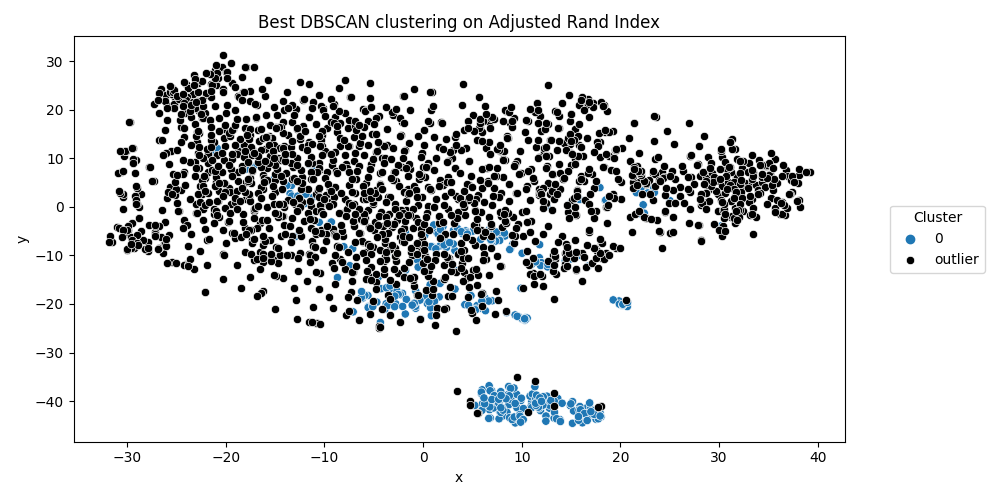 Best DBSCAN clustering on Adjusted Rand Index
30
20
10
0
−10
−20
−30
−40
y
−30 −20 −10 0 10 20 30 40
x
Cluster
0
outlier